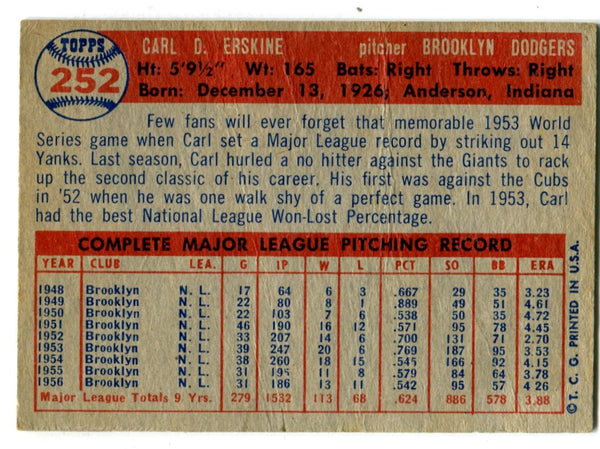 TOPPS
252
CARL D. ERSKINE pitcher BROOKLYN DODGERS
Ht: 5'9½" Wt: 165 Bats: Right Throws: Right
Born: December 13, 1926; Anderson, Indiana
Few fans will ever forget that memorable 1953 World
Series game when Carl set a Major League record by striking out 14
Yanks. Last season, Carl hurled a no hitter against the Giants to rack
up the second classic of his career. His first was against the Cubs
in '52 when he was one walk shy of a perfect game. In 1953, Carl
had the best National League Won-Lost Percentage.
COMPLETE MAJOR LEAGUE PITCHING RECORD
YEAR CLUB LEA. G IP W L PCT SO BB ERA
1948 Brooklyn N. L. 17 64 6 3 .667 29 35 3.23
1949 Brooklyn N. L. 22 80 8 1 .889 49 51 4.61
1950 Brooklyn N. L. 22 103 7 6 .538 50 35 4.72
1951 Brooklyn N. L. 46 190 16 12 .571 95 78 4.45
1952 Brooklyn N. L. 33 207 14 6 .700 131 71 2.70
1953 Brooklyn N. L. 39 247 20 6 .769 187 95 3.53
1954 Brooklyn N. L. 38 260 18 15 .545 166 92 4.15
1955 Brooklyn N. L. 31 195 11 8 .579 84 64 3.78
1956 Brooklyn N. L. 31 186 13 11 .542 95 57 4.26
Major League Totals 9 Yrs. 279 1532 113 68 .624 886 578 3.88
© T. C. G. PRINTED IN U.S.A.